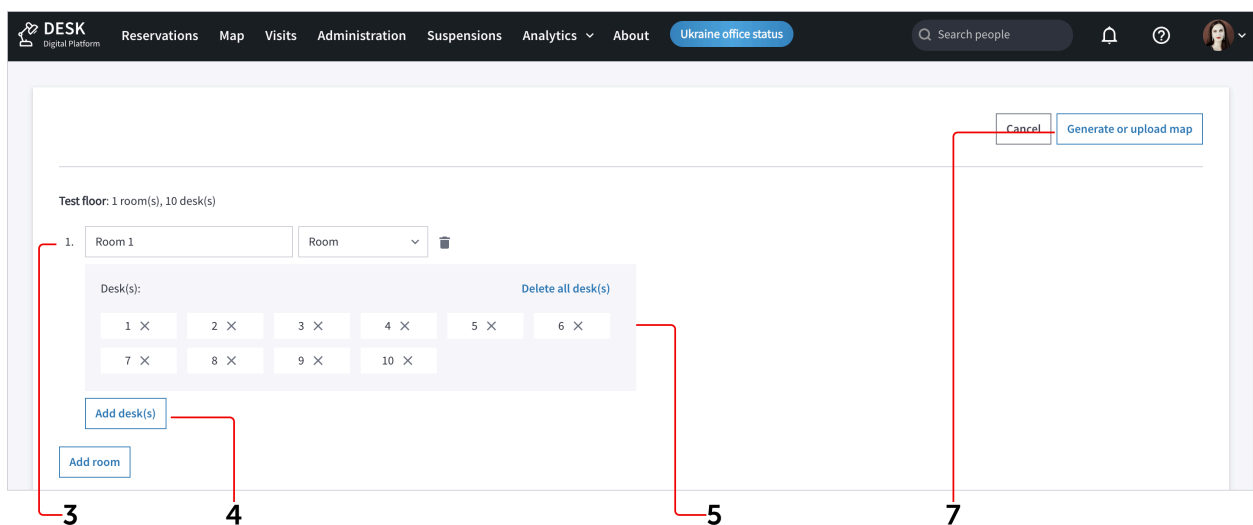 DESK
Digital Platform
Reservations Map Visits Administration Suspensions Analytics About Ukraine office status Search people
Cancel Generate or upload map
Test floor: 1 room(s), 10 desk(s)
1. Room 1 Room
Desk(s): Delete all desk(s)
1 2 3 4 5 6
7 8 9 10
Add desk(s)
Add room
3 4 5 7